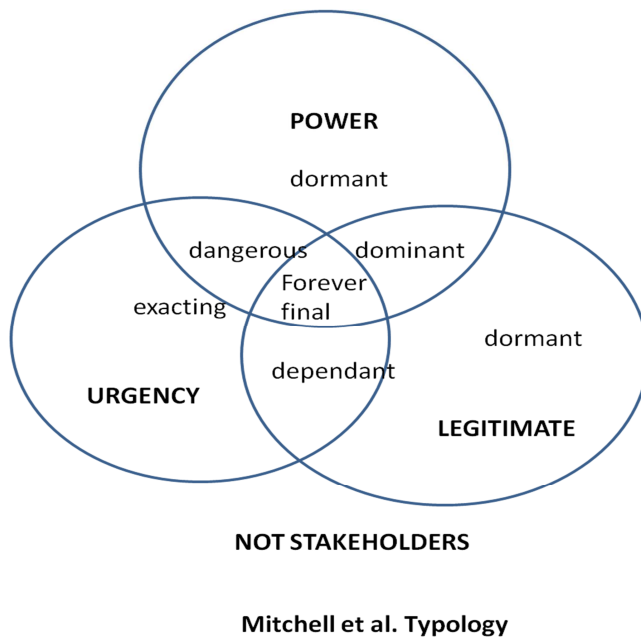 POWER
dormant
dangerous
dominant
Forever
final
exacting
dormant
dependant
URGENCY
LEGITIMATE
NOT STAKEHOLDERS
Mitchell et al. Typology